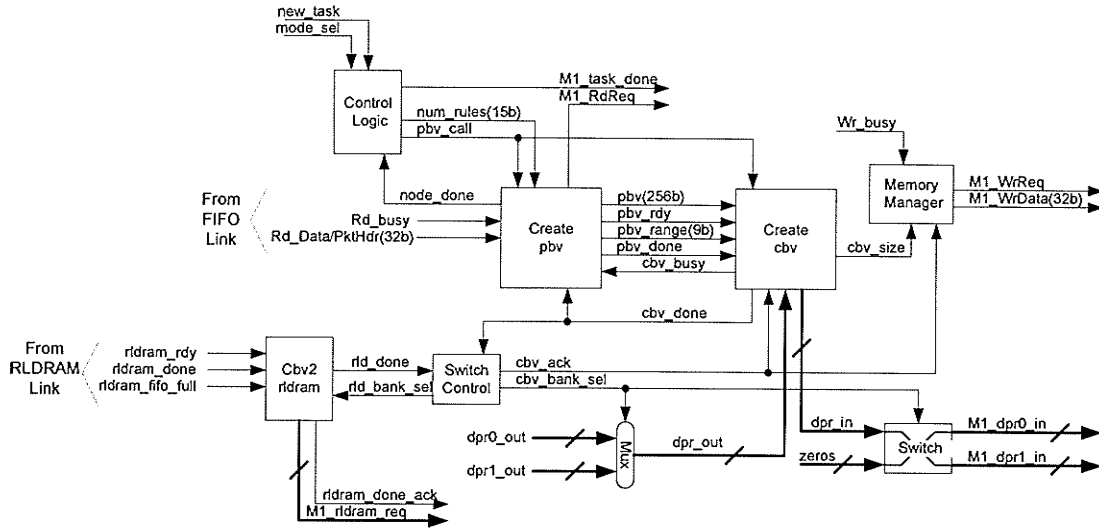 new_task
mode_sel
Control
Logic
M1_task_done
M1_RdReq
num_rules(15b)
pbv_call
Wr_busy
node_done
From
FIFO
Link
Rd_busy
Rd_Data/PktHdr(32b)
Create
pbv
pbv(256b)
pbv_rdy
pbv_range(9b)
pbv_done
cbv_busy
Create
cbv
Memory
Manager
M1_WrReq
M1_WrData(32b)
cbv_size
cbv_done
From
RLDRAM
Link
rldram_rdy
rldram_done
rldram_fifo_full
Cbv2
rldram
rld_done
rld_bank_sel
Switch
Control
cbv_ack
cbv_bank_sel
dpr0_out
dpr1_out
Mux
dpr_out
dpr_in
zeros
Switch
M1_dpr0_in
M1_dpr1_in
rldram_done_ack
M1_rldram_req